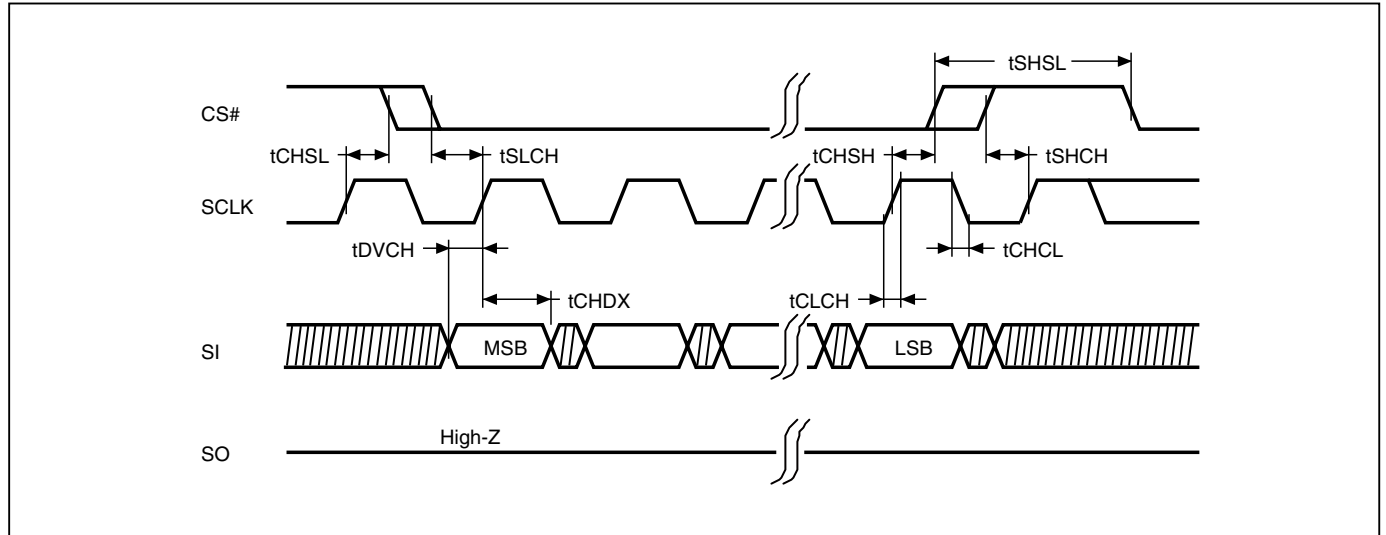 tSHSL
CS#
tCHSL
tSLCH
tCHSH
tSHCH
SCLK
tDVCH
tCHCL
tCHDX
tCLCH
SI
MSB
LSB
High-Z
SO